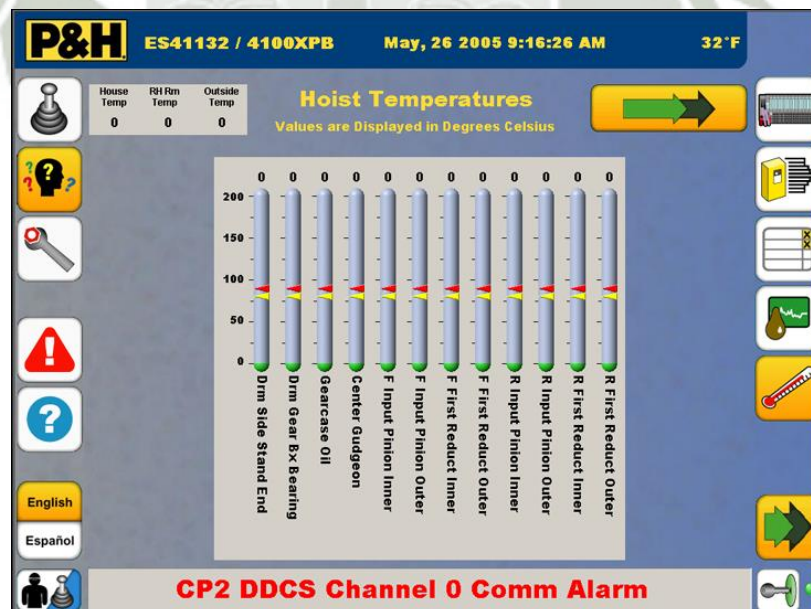 P&H
ES41132 / 4100XPB
May, 26 2005 9:16:26 AM
32°F
House Temp
RH Rm Temp
Outside Temp
0 0 0
Hoist Temperatures
Values are Displayed in Degrees Celsius
0 0 0 0 0 0 0 0 0 0 0 0
200
150
100
50
0
Drm Side Stand End
Drm Gear Bx Bearing
Gearcase Oil
Center Gudgeon
F Input Pinion Inner
F Input Pinion Outer
F First Reduct Inner
F First Reduct Outer
R Input Pinion Inner
R Input Pinion Outer
R First Reduct Inner
R First Reduct Outer
English
Español
CP2 DDCS Channel 0 Comm Alarm